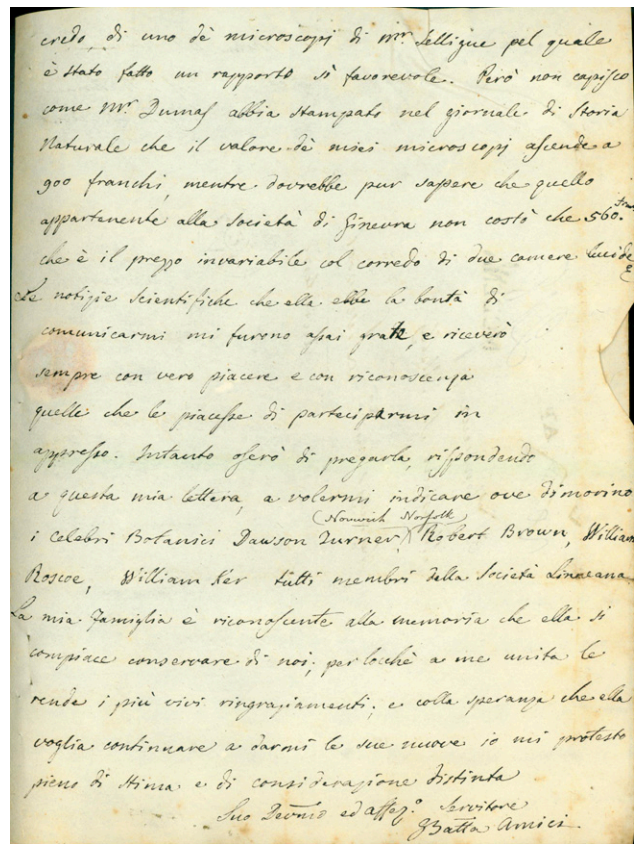 credo, di uno dè microscopj di Mr. Selligue pel quale
è stato fatto un rapporto sì favorevole. Però non capisco
come Mr. Dumas abbia stampato nel giornale di Storia
Naturale che il valore dè miei microscopj ascende a
900 franchi, mentre dovrebbe pur sapere che quello
appartenente alla Società di Ginevra non costò che 560.
che è il prezzo invariabile col corredo di due camere lucide
Le notizie scientifiche che ella ebbe la bontà di
comunicarmi mi furono assai grate, e riceverò
sempre con vero piacere e con riconoscenza
quelle che le piacesse di parteciparmi in
appresso. Intanto oserò di pregarla, rispondendo
a questa mia lettera, a volermi indicare ove dimorino
(Norwich Norfolk)
i celebri Botanici Dawson Turner, Robert Brown, William
Roscoe, William Ker tutti membri della Società Lineana
La mia famiglia è riconoscente alla memoria che ella si
compiace conservare di noi; perlocchè a me unita le
rende i più vivi ringraziamenti; e colla speranza che ella
voglia continuare a darmi le sue nuove io mi protesto
pieno di stima e di considerazione distinta
Suo Devmo ed affezo. Servitore
GBatta Amici.